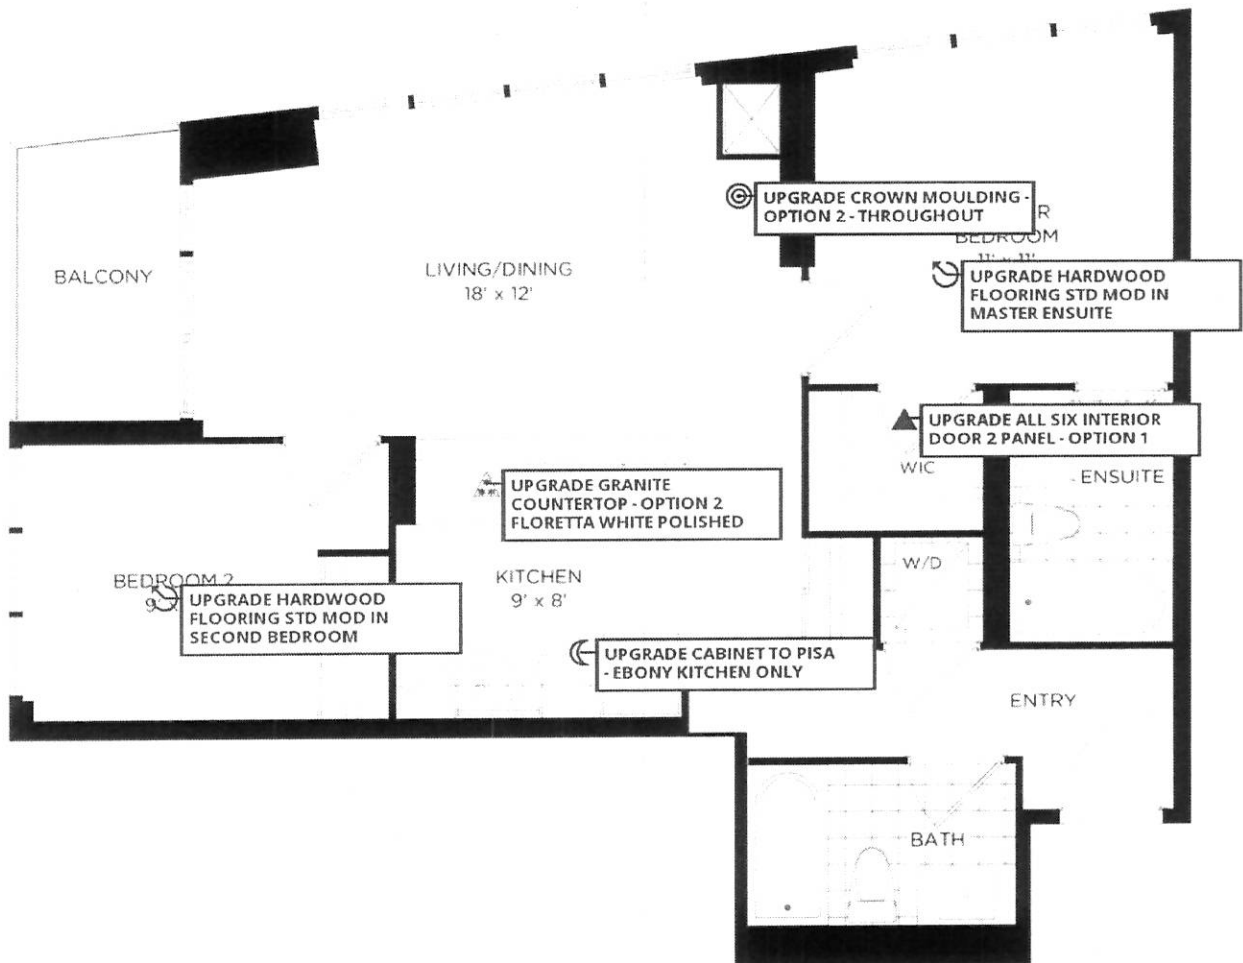 UPGRADE CROWN MOULDING -
OPTION 2 - THROUGHOUT
R
BEDROOM
11' x 11'
BALCONY
LIVING/DINING
18' x 12'
UPGRADE HARDWOOD
FLOORING STD MOD IN
MASTER ENSUITE
UPGRADE ALL SIX INTERIOR
DOOR 2 PANEL - OPTION 1
WIC
ENSUITE
UPGRADE GRANITE
COUNTERTOP - OPTION 2
FLORETTA WHITE POLISHED
W/D
KITCHEN
9' x 8'
BEDROOM 2
9'
UPGRADE HARDWOOD
FLOORING STD MOD IN
SECOND BEDROOM
UPGRADE CABINET TO PISA
- EBONY KITCHEN ONLY
ENTRY
BATH